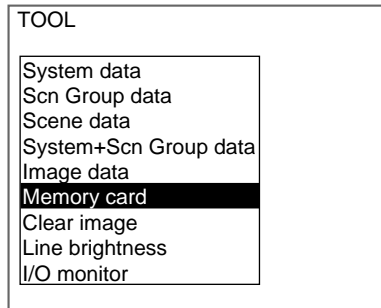 TOOL
System data
Scn Group data
Scene data
System+Scn Group data
Image data
Memory card
Clear image
Line brightness
I/O monitor